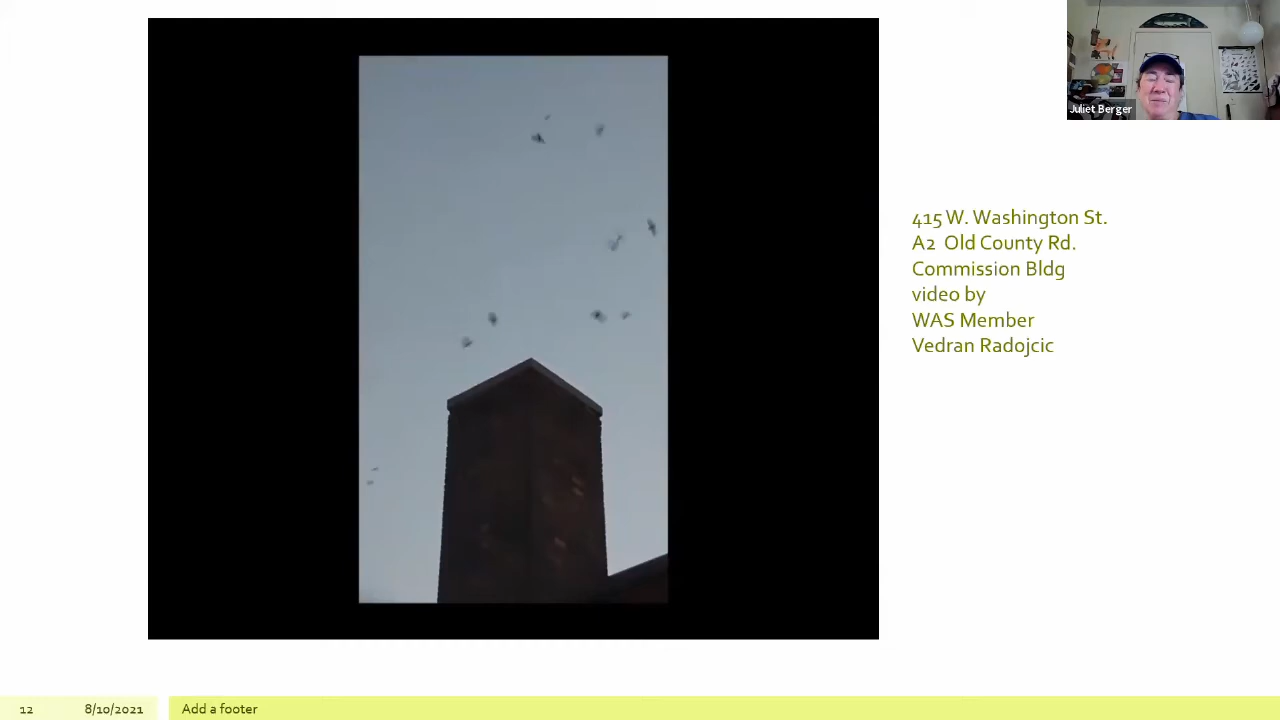 Juliet Berger
415 W. Washington St.
A2 Old County Rd.
Commission Bldg
video by
WAS Member
Vedran Radojcic
12
8/10/2021
Add a footer